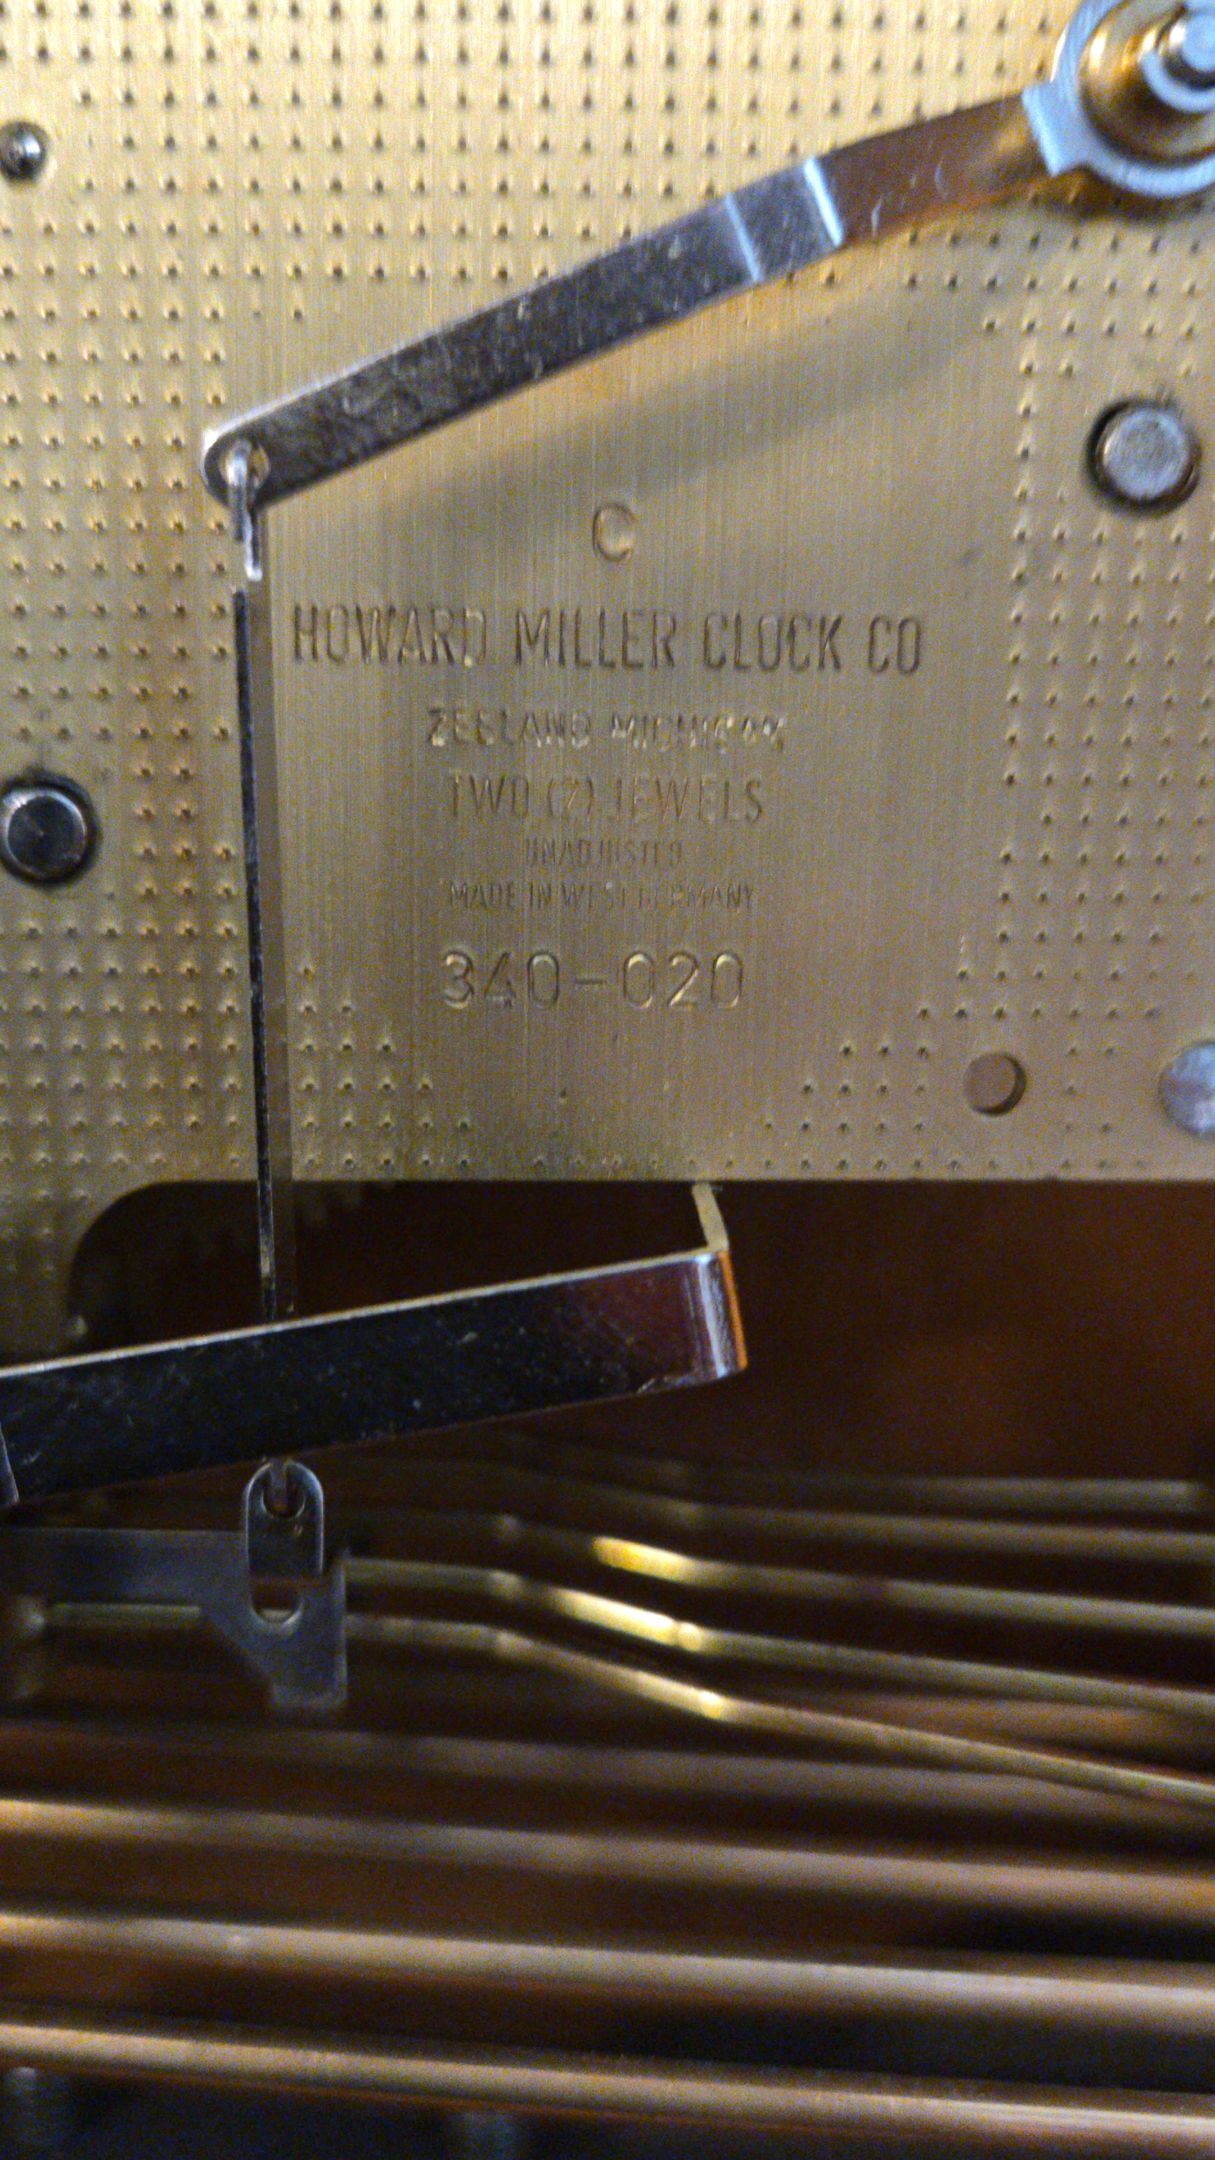 C
HOWARD MILLER CLOCK CO
ZEELAND MICHIGAN
TWO (2) JEWELS
UNADJUSTED
MADE IN WEST GERMANY
340-020